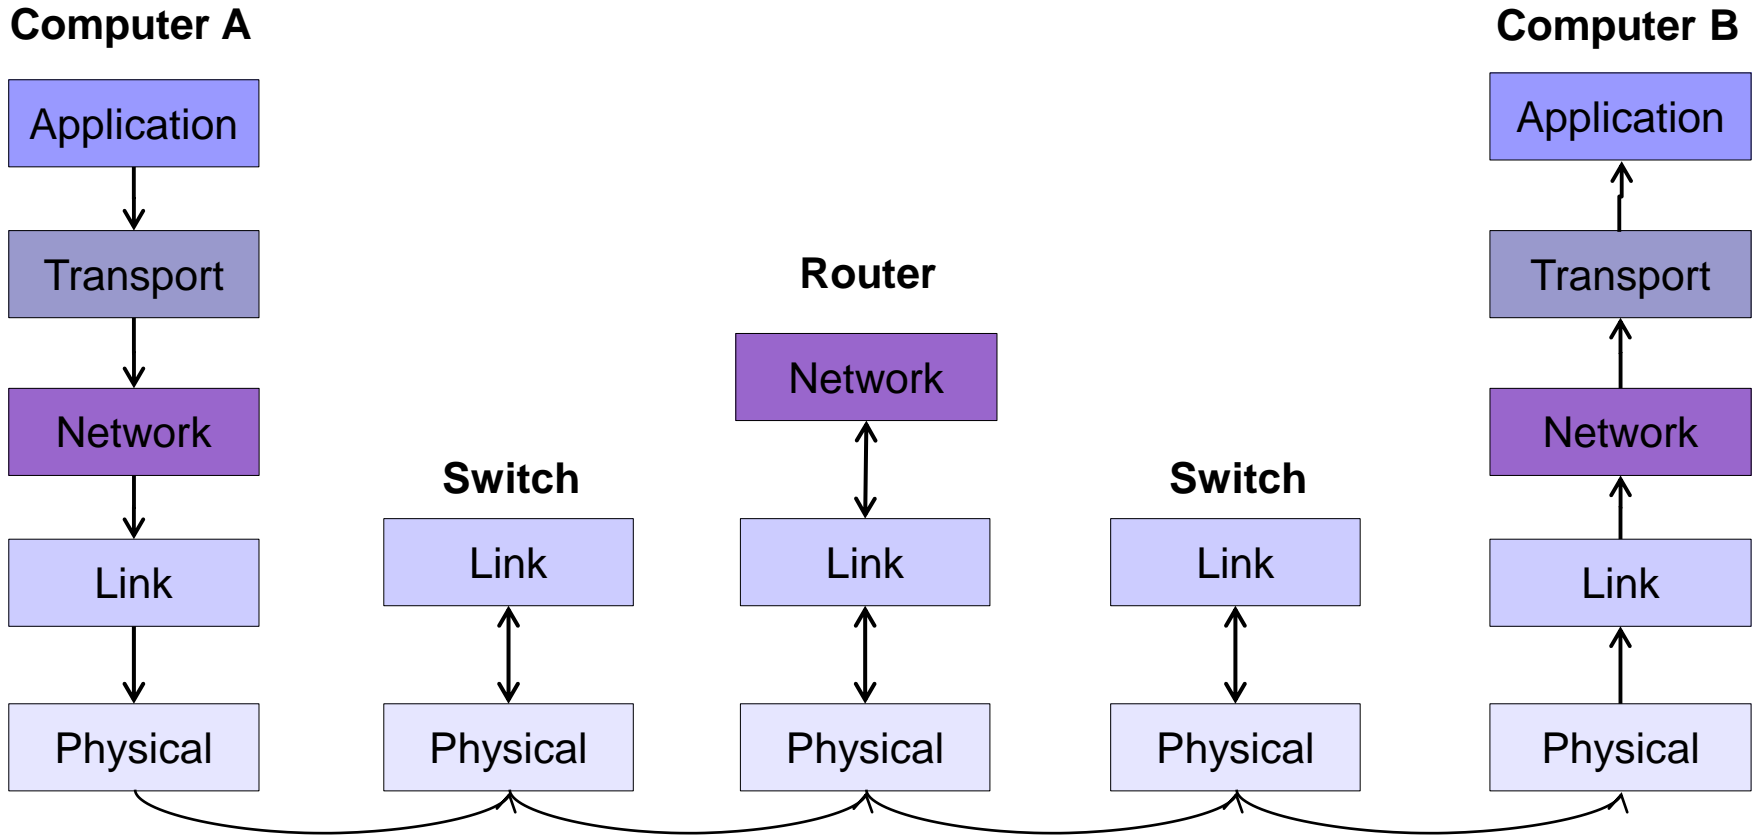 Computer A
Application
Transport
Network
Link
Physical
Switch
Link
Physical
Router
Network
Link
Physical
Switch
Link
Physical
Computer B
Application
Transport
Network
Link
Physical